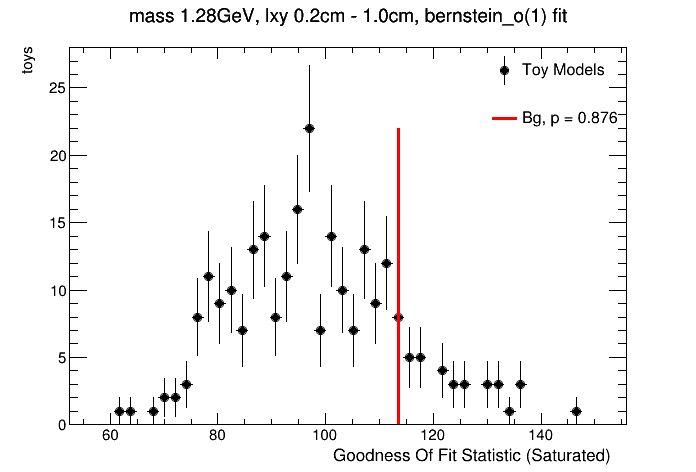 mass 1.28GeV, lxy 0.2cm - 1.0cm, bernstein_o(1) fit
toys
Toy Models
Bg, p = 0.876
25
20
15
10
5
0
60 80 100 120 140
Goodness Of Fit Statistic (Saturated)